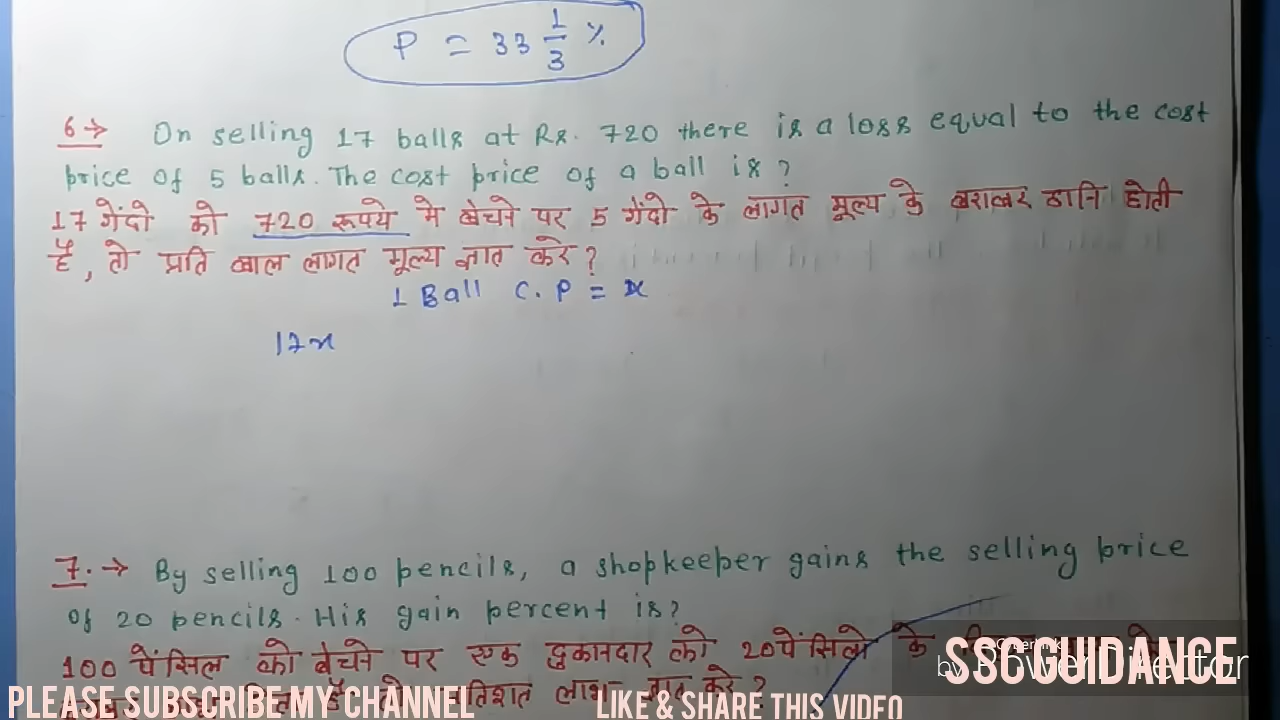 P = 33 1/3 %
6→ On selling 17 balls at Rs. 720 there is a loss equal to the cost
price of 5 balls. The cost price of a ball is?
17 गेंदो को 720 रूपये मे बेचने पर 5 गेंदो के लागत मूल्य के बराबर हानि होती
है, तो प्रति बाल लागत मूल्य ज्ञात करे?
1 Ball C.P = x
17x
7.→ By selling 100 pencils, a shopkeeper gains the selling price
of 20 pencils. His gain percent is?
100 पेंसिल को बेचने पर एक दुकानदार को 20 पेंसिलो के
लाभ ज्ञात करे?
SSC GUIDANCE
by PowerDirector
PLEASE SUBSCRIBE MY CHANNEL LIKE & SHARE THIS VIDEO